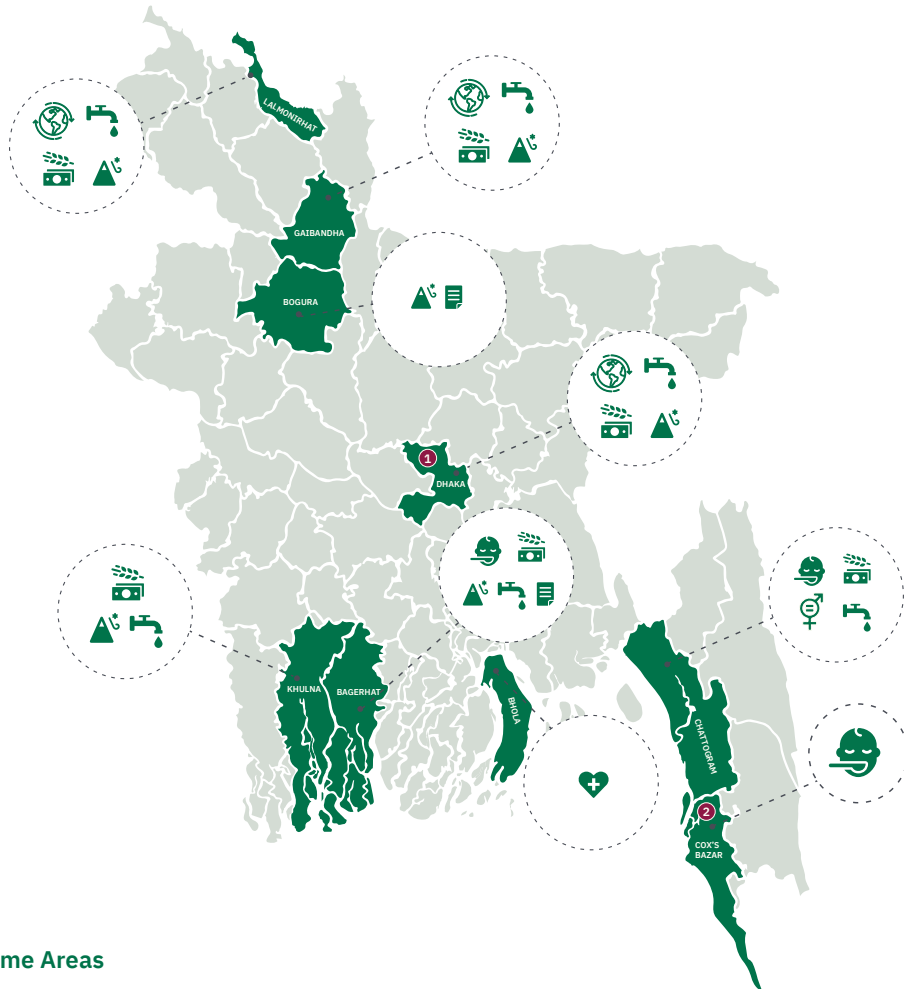 LALMONIRHAT
GAIBANDHA
BOGURA
1
DHAKA
KHULNA
BAGERHAT
BHOLA
CHATTOGRAM
2
COX'S
BAZAR
me Areas